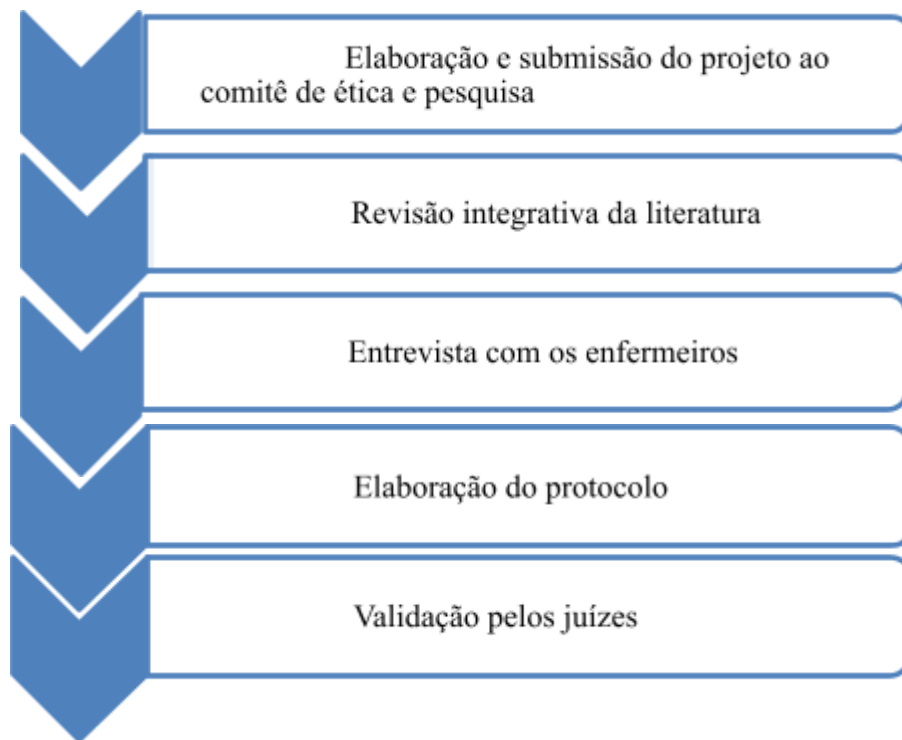 Elaboração e submissão do projeto ao
comitê de ética e pesquisa
Revisão integrativa da literatura
Entrevista com os enfermeiros
Elaboração do protocolo
Validação pelos juízes